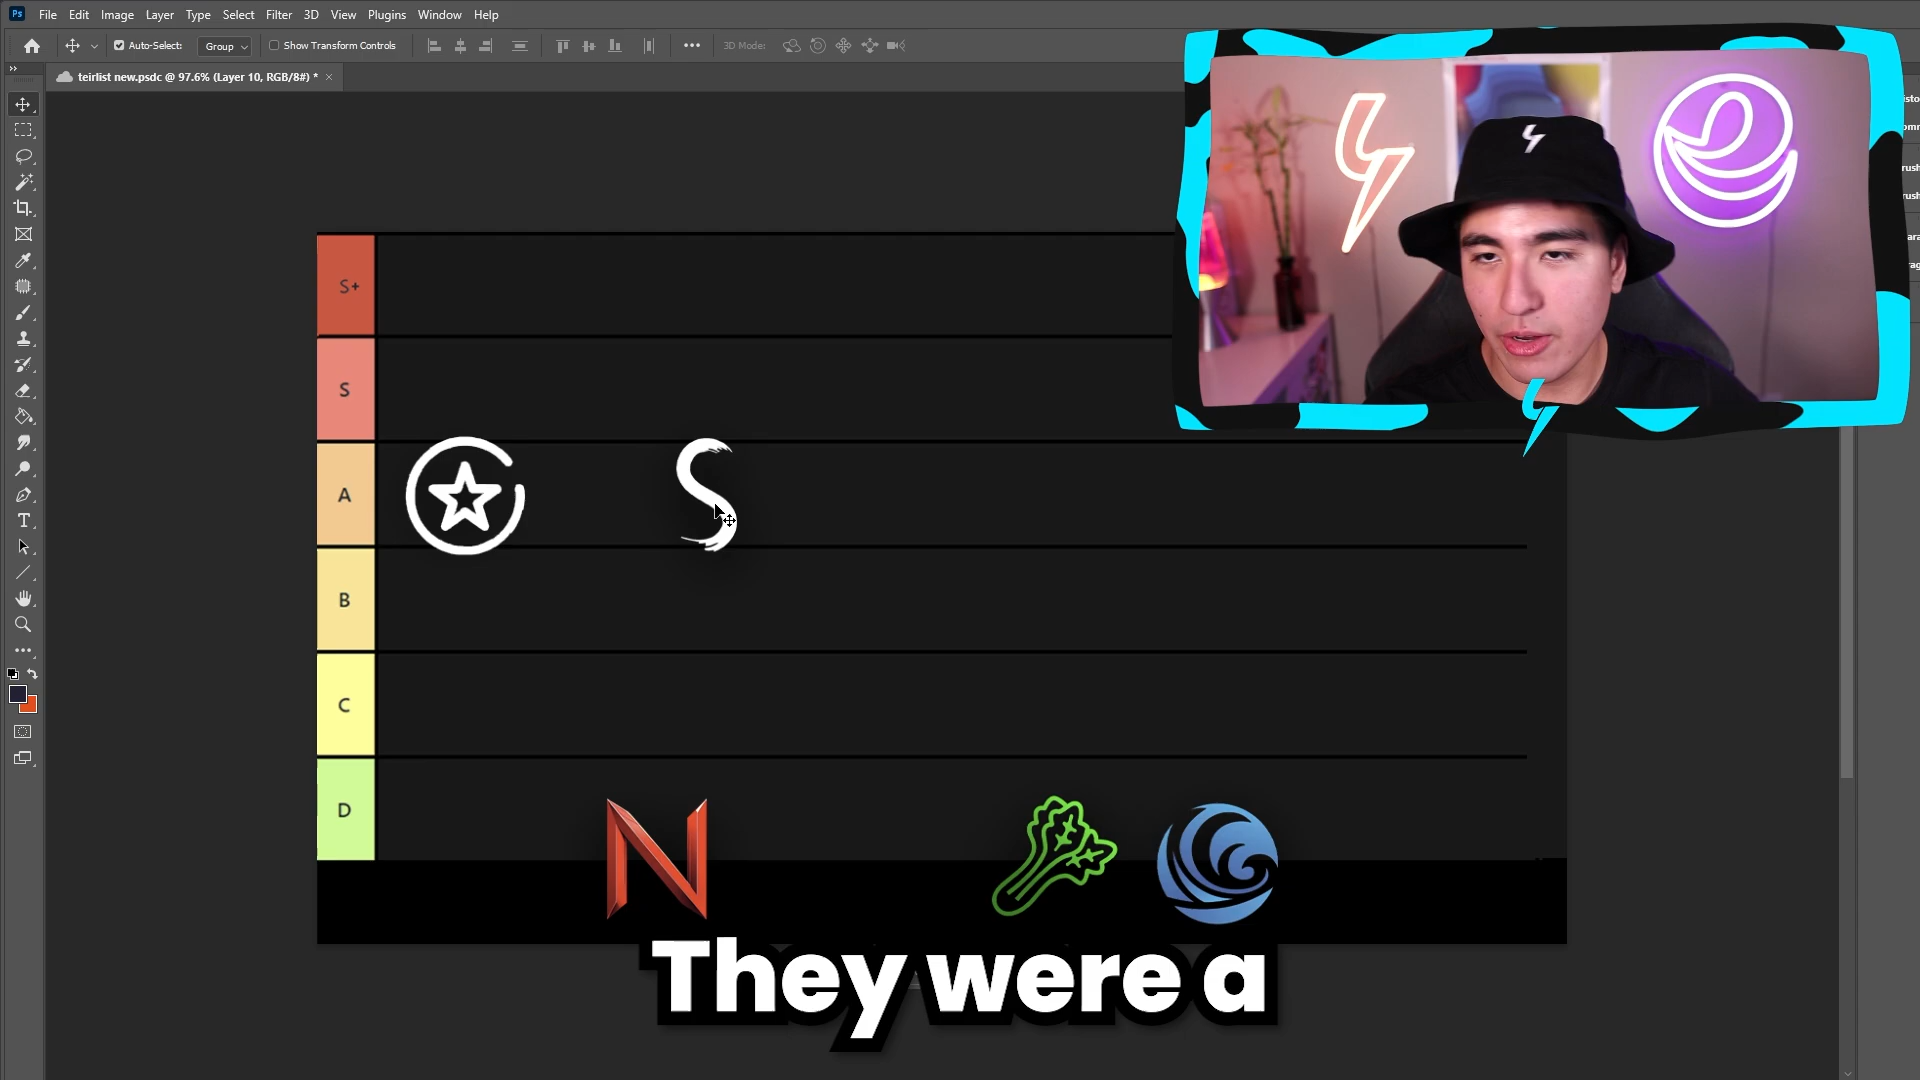 Ps File Edit Image Layer Type Select Filter 3D View Plugins Window Help
Auto-Select: Group Show Transform Controls 3D Mode:
teirlist new.psdc @ 97.6% (Layer 10, RGB/8#) *
S+
S
A
S
B
C
D
N
They were a